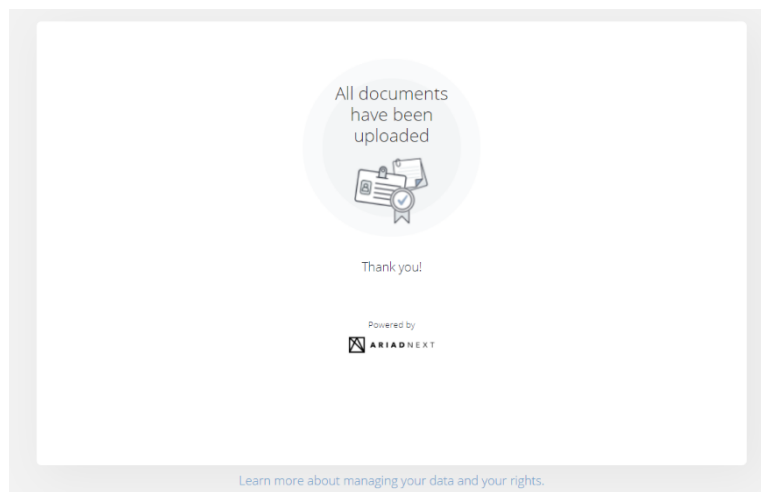 All documents
have been
uploaded
Thank you!
Powered by
ARIADNEXT
Learn more about managing your data and your rights.